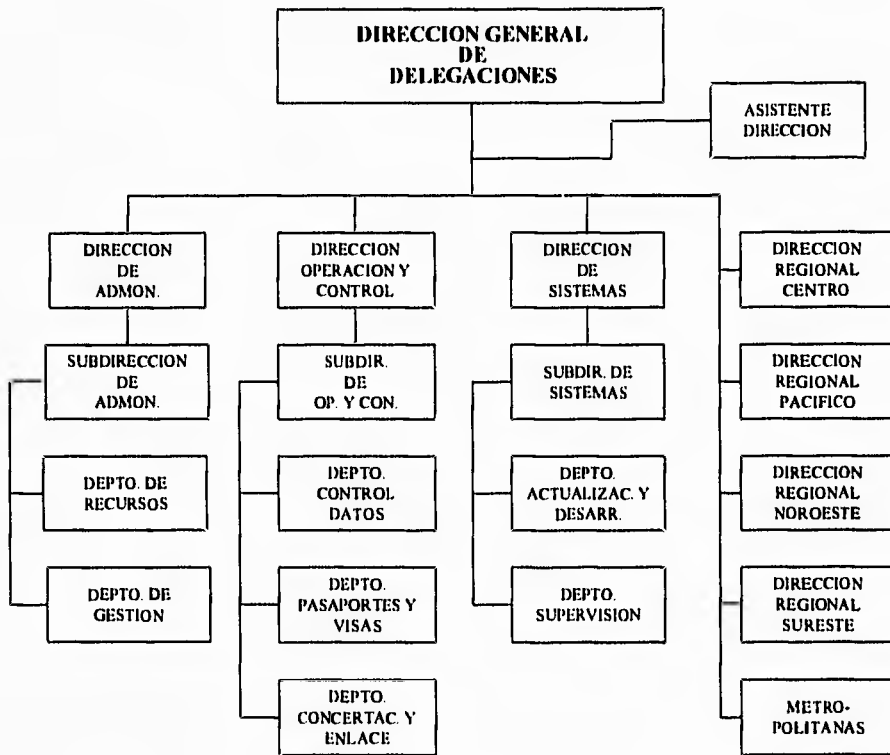 DIRECCION GENERAL
DE
DELEGACIONES
ASISTENTE
DIRECCION
DIRECCION
DE
ADMON.
DIRECCION
OPERACION Y
CONTROL
DIRECCION
DE
SISTEMAS
DIRECCION
REGIONAL
CENTRO
SUBDIRECCION
DE
ADMON.
SUBDIR.
DE
OP. Y CON.
SUBDIR. DE
SISTEMAS
DIRECCION
REGIONAL
PACIFICO
DEPTO. DE
RECURSOS
DEPTO.
CONTROL
DATOS
DEPTO.
ACTUALIZAC. Y
DESARR.
DIRECCION
REGIONAL
NOROESTE
DEPTO. DE
GESTION
DEPTO.
PASAPORTES Y
VISAS
DEPTO.
SUPERVISION
DIRECCION
REGIONAL
SURESTE
DEPTO.
CONCERTAC. Y
ENLACE
METRO-
POLITANAS